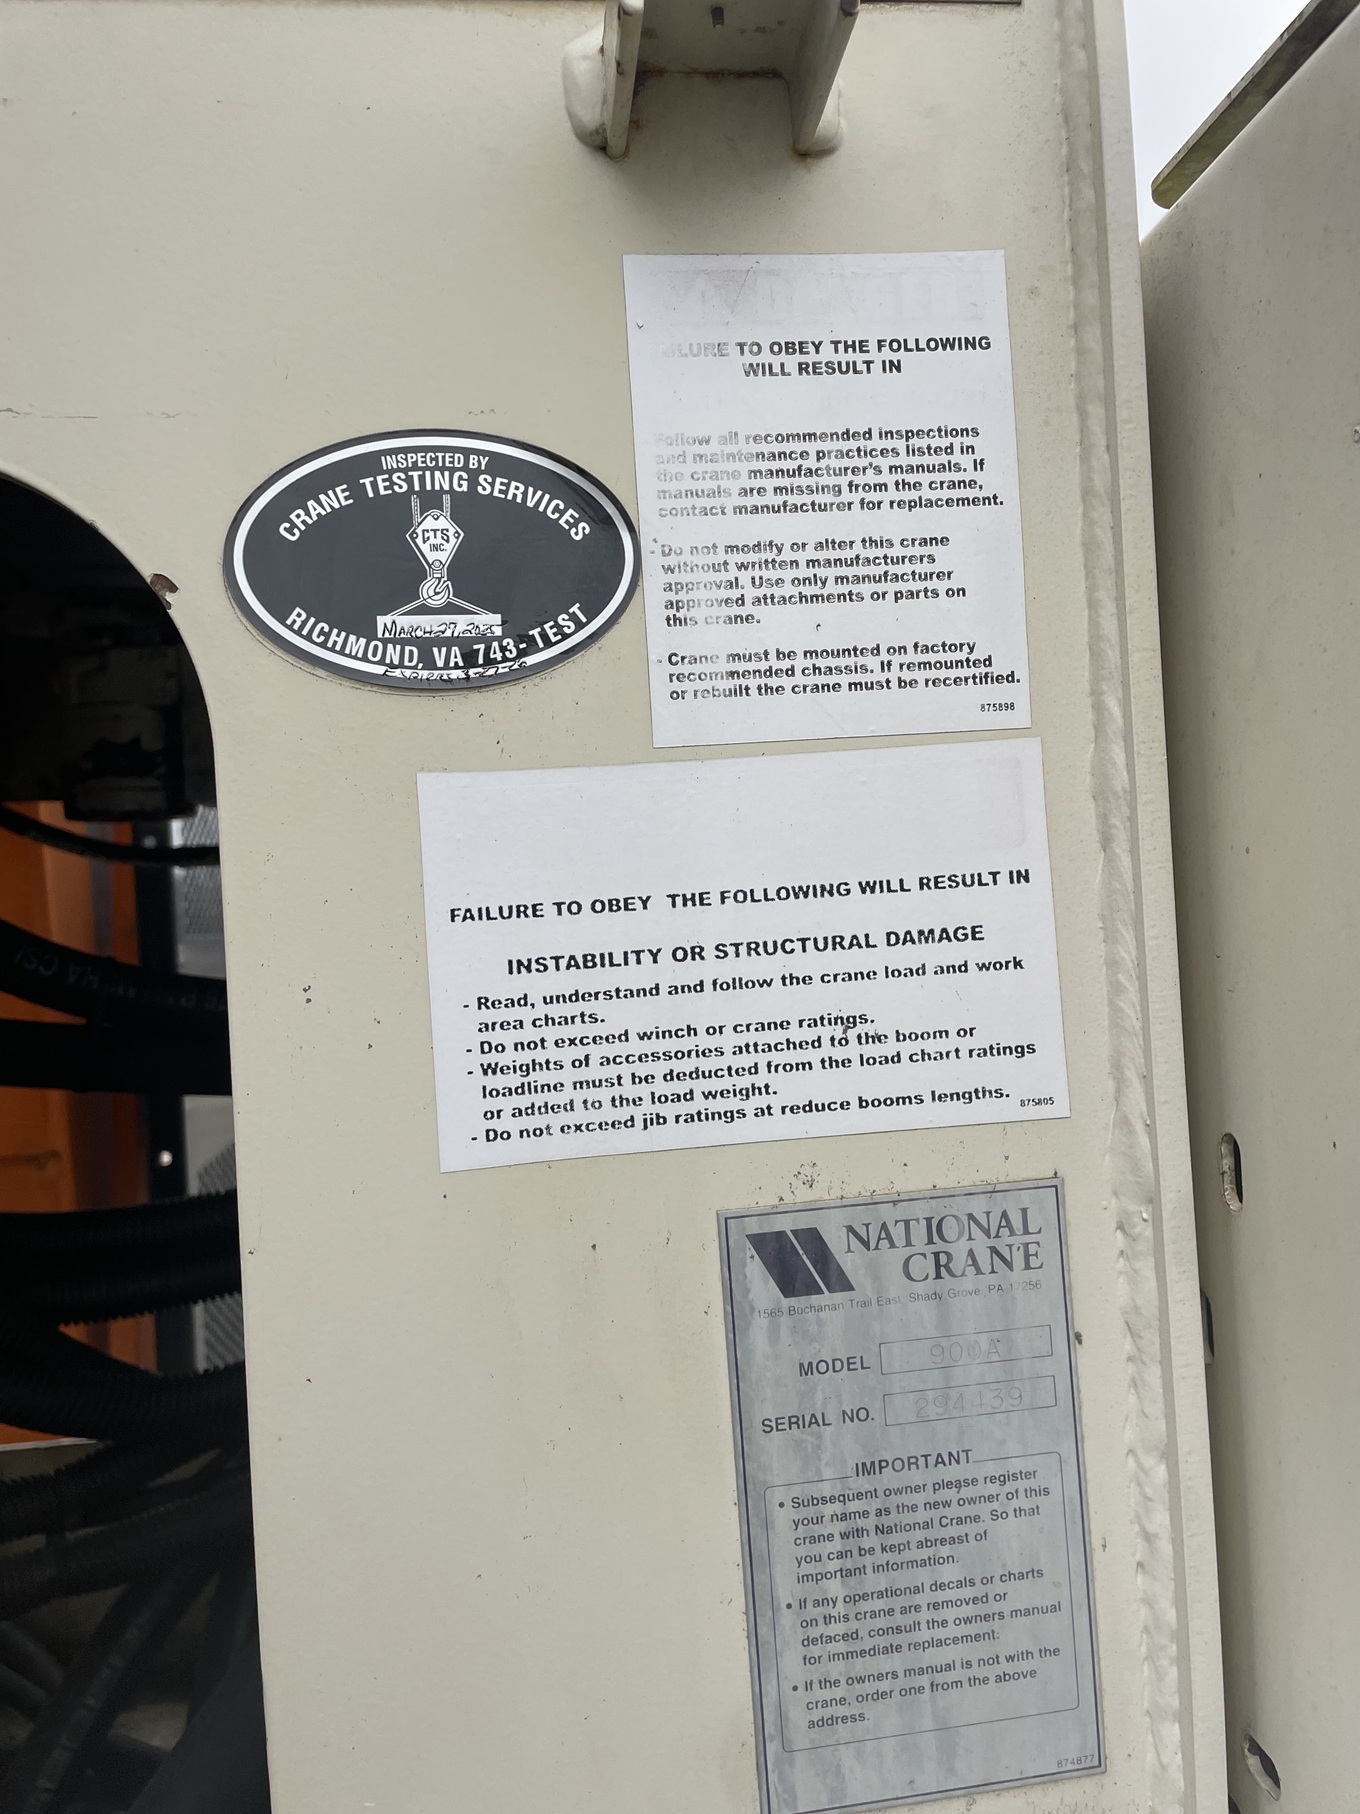 INSPECTED BY
CRANE TESTING SERVICES
CTS
INC.
MARCH 27, 2025
RICHMOND, VA 743-TEST
EXPIRES 3-27-26
FAILURE TO OBEY THE FOLLOWING
WILL RESULT IN
Follow all recommended inspections
and maintenance practices listed in
the crane manufacturer's manuals. If
manuals are missing from the crane,
contact manufacturer for replacement.
- Do not modify or alter this crane
without written manufacturers
approval. Use only manufacturer
approved attachments or parts on
this crane.
- Crane must be mounted on factory
recommended chassis. If remounted
or rebuilt the crane must be recertified.
875898
FAILURE TO OBEY THE FOLLOWING WILL RESULT IN
INSTABILITY OR STRUCTURAL DAMAGE
- Read, understand and follow the crane load and work
area charts.
- Do not exceed winch or crane ratings.
- Weights of accessories attached to the boom or
loadline must be deducted from the load chart ratings
or added to the load weight.
- Do not exceed jib ratings at reduce booms lengths.
875805
NATIONAL
CRANE
1565 Buchanan Trail East Shady Grove, PA 17256
MODEL 900A
SERIAL NO. 294439
IMPORTANT
• Subsequent owner please register
your name as the new owner of this
crane with National Crane. So that
you can be kept abreast of
important information.
• If any operational decals or charts
on this crane are removed or
defaced, consult the owners manual
for immediate replacement.
• If the owners manual is not with the
crane, order one from the above
address.
874877